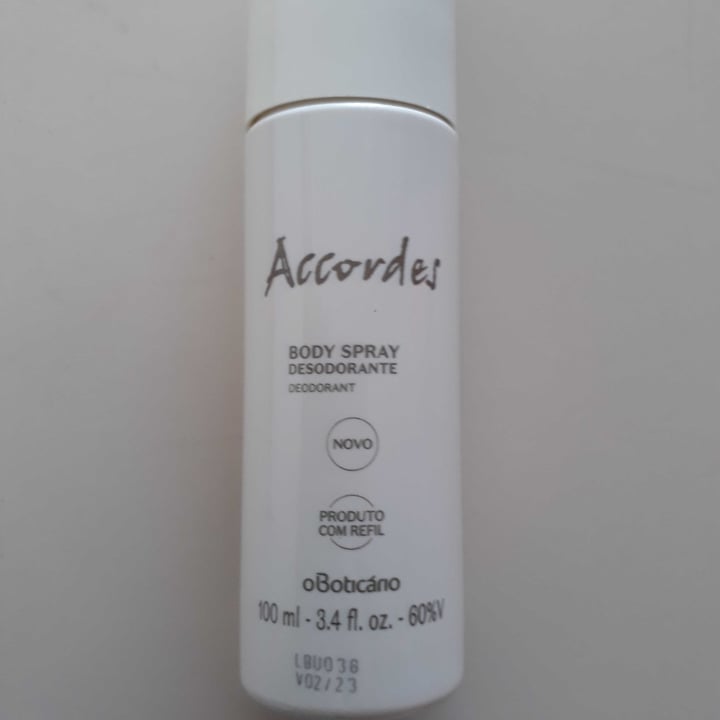 Accordes
BODY SPRAY
DESODORANTE
DEODORANT
NOVO
PRODUTO
COM REFIL
oBoticário
100 ml - 3.4 fl. oz. - 60%V
LBU036
V02/23